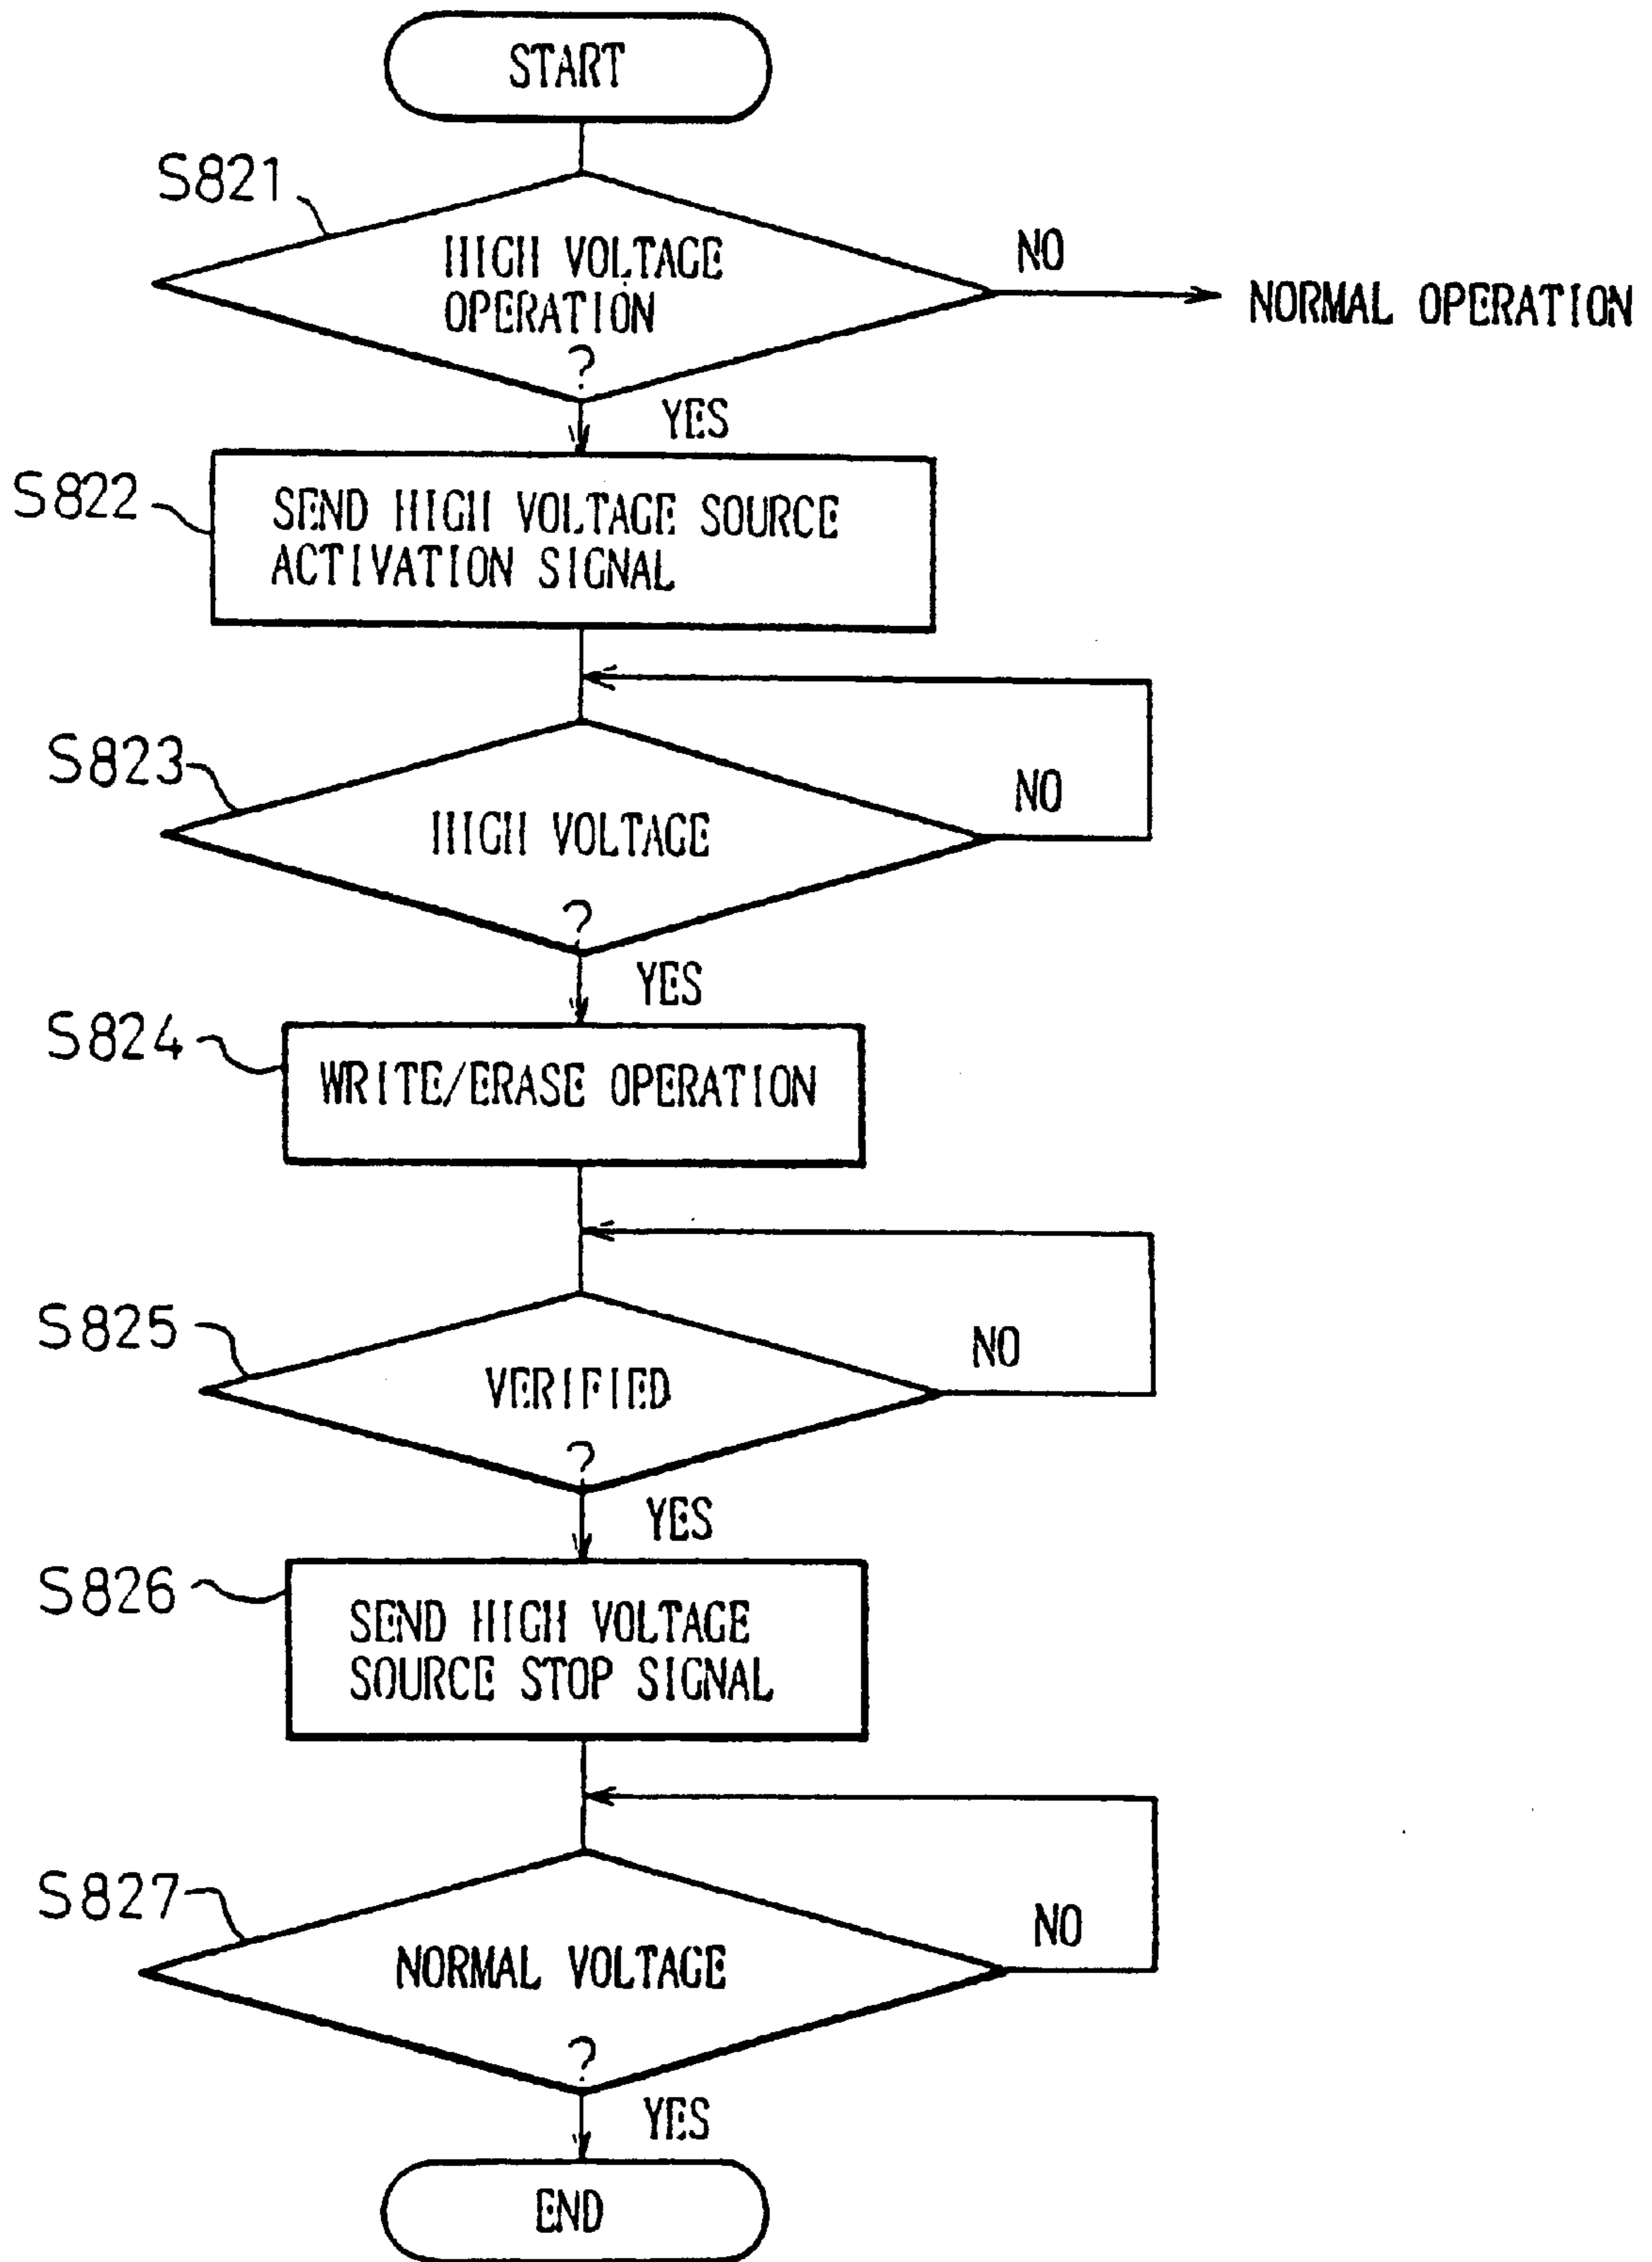 START
S821
HIGH VOLTAGE
OPERATION
?
NO
NORMAL OPERATION
YES
S822
SEND HIGH VOLTAGE SOURCE
ACTIVATION SIGNAL
S823
HIGH VOLTAGE
?
NO
YES
S824
WRITE/ERASE OPERATION
S825
VERIFIED
?
NO
YES
S826
SEND HIGH VOLTAGE
SOURCE STOP SIGNAL
S827
NORMAL VOLTAGE
?
NO
YES
END